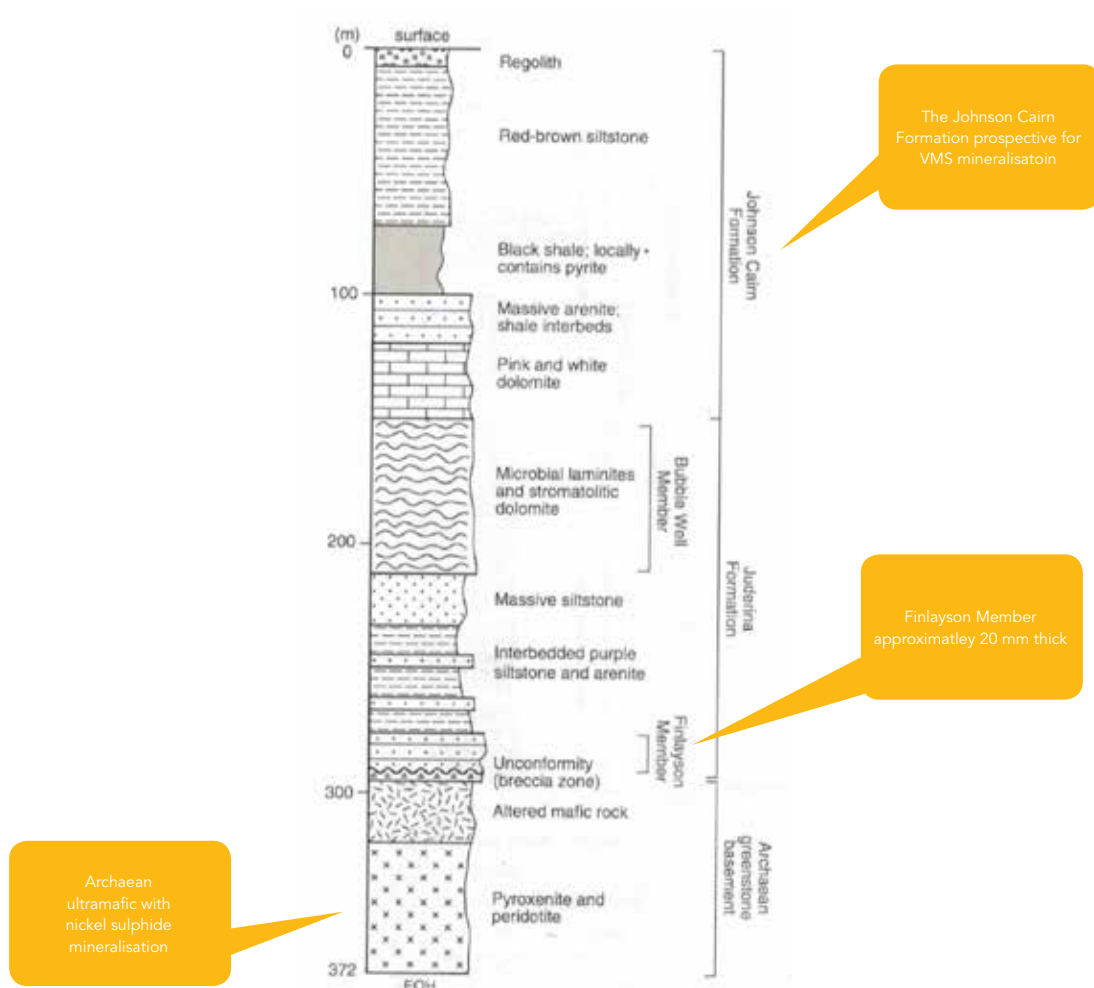 (m) surface
0
Regolith
The Johnson Cairn
Formation prospective for
VMS mineralisatoin
Red-brown siltstone
Johnson Cairn
Formation
Black shale; locally •
contains pyrite
100
Massive arenite;
shale interbeds
Pink and white
dolomite
Microbial laminites
and stromatolitic
dolomite
Bubble Well
Member
200
Juderina
Formation
Massive siltstone
Finlayson Member
approximatley 20 mm thick
Interbedded purple
siltstone and arenite
Finlayson
Member
Unconformity
(breccia zone)
300
Altered mafic rock
Archaean
ultramafic with
nickel sulphide
mineralisation
Archaean
greenstone
basement
Pyroxenite and
peridotite
372
EOH